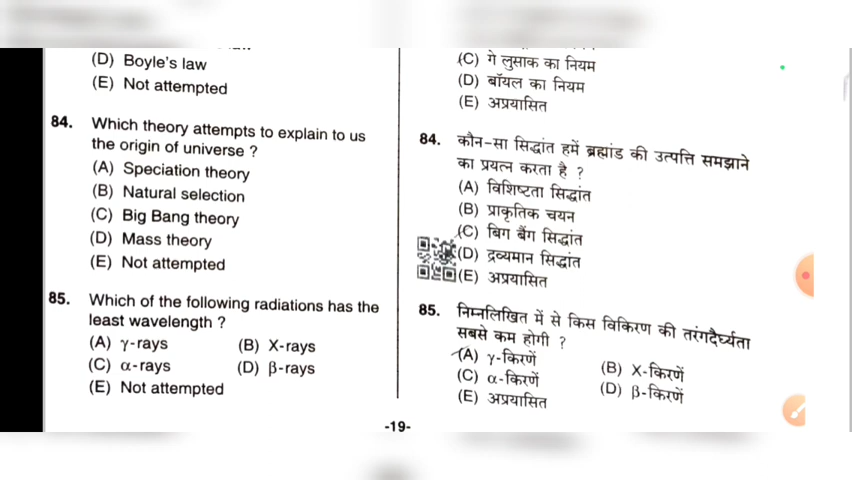 (D) Boyle's law
(E) Not attempted
84. Which theory attempts to explain to us
the origin of universe ?
(A) Speciation theory
(B) Natural selection
(C) Big Bang theory
(D) Mass theory
(E) Not attempted
85. Which of the following radiations has the
least wavelength ?
(A) γ-rays (B) X-rays
(C) α-rays (D) β-rays
(E) Not attempted
(C) गे लुसाक का नियम
(D) बॉयल का नियम
(E) अप्रयासित
84. कौन-सा सिद्धांत हमें ब्रह्मांड की उत्पत्ति समझाने
का प्रयत्न करता है ?
(A) विशिष्टता सिद्धांत
(B) प्राकृतिक चयन
(C) बिग बैंग सिद्धांत
(D) द्रव्यमान सिद्धांत
(E) अप्रयासित
85. निम्नलिखित में से किस विकिरण की तरंगदैर्घ्यता
सबसे कम होगी ?
(A) γ-किरणें (B) X-किरणें
(C) α-किरणें (D) β-किरणें
(E) अप्रयासित
-19-